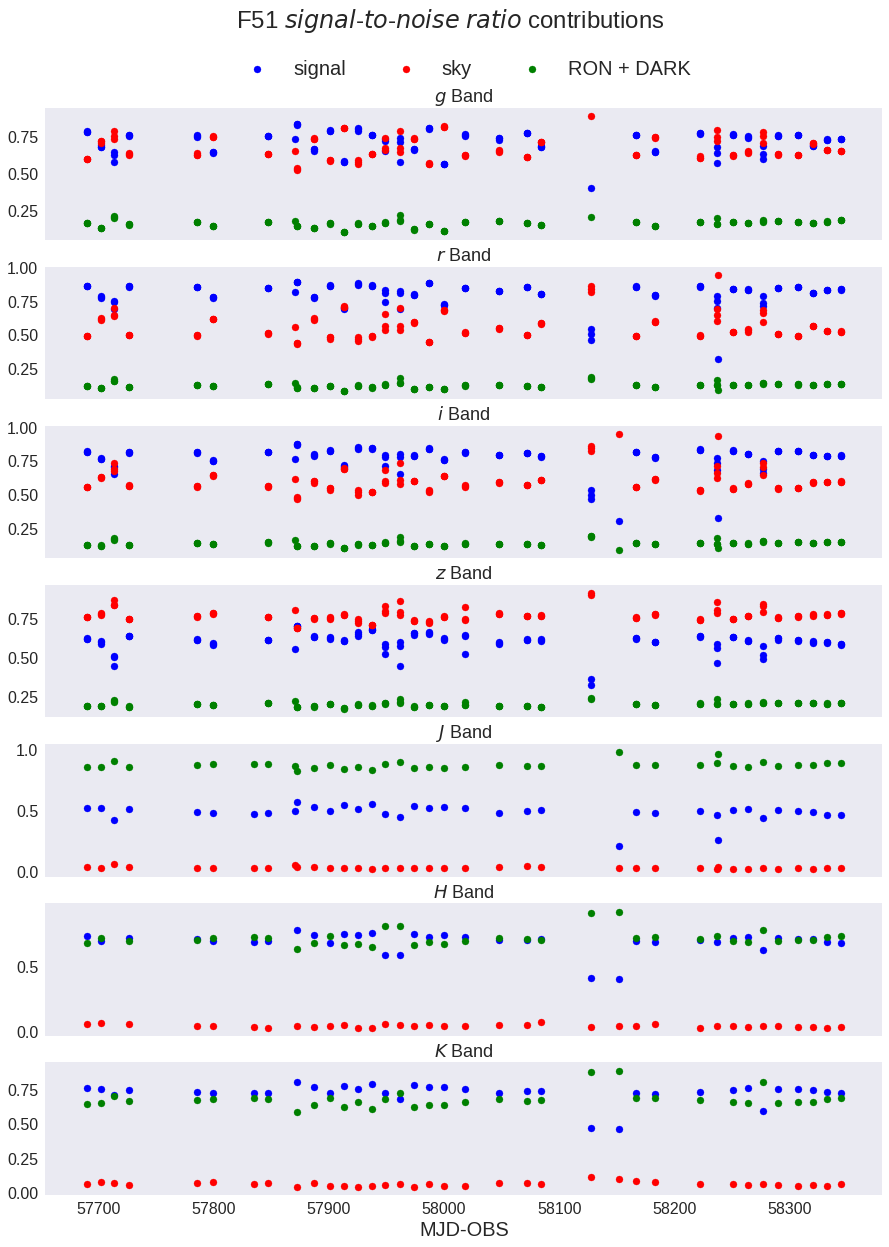 F51 signal-to-noise ratio contributions
signal sky RON + DARK
g Band
0.75
0.50
0.25
r Band
1.00
0.75
0.50
0.25
i Band
1.00
0.75
0.50
0.25
z Band
0.75
0.50
0.25
J Band
1.0
0.5
0.0
H Band
0.5
0.0
K Band
0.75
0.50
0.25
0.00
57700 57800 57900 58000 58100 58200 58300
MJD-OBS